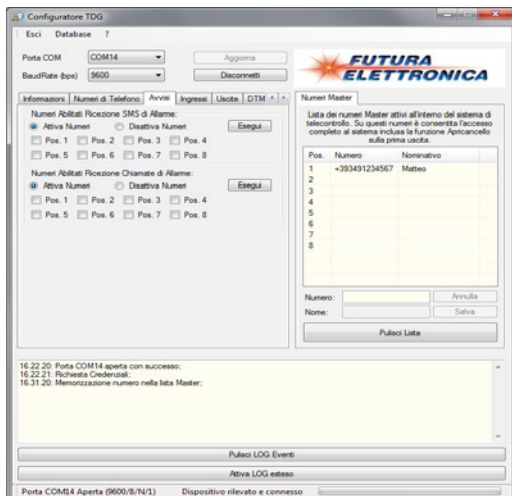 Configuratore TDG
Esci Database ?
Porta COM COM14 Aggiorna
BaudRate (bps) 9600 Disconnetti
FUTURA
ELETTRONICA
Informazioni Numeri di Telefono Avvisi Ingressi Uscite DTM
Numeri Abilitati Ricezione SMS di Allarme:
Attiva Numeri Disattiva Numeri Esegui
Pos. 1 Pos. 2 Pos. 3 Pos. 4
Pos. 5 Pos. 6 Pos. 7 Pos. 8
Numeri Abilitati Ricezione Chiamate di Allarme:
Attiva Numeri Disattiva Numeri Esegui
Pos. 1 Pos. 2 Pos. 3 Pos. 4
Pos. 5 Pos. 6 Pos. 7 Pos. 8
Numeri Master
Lista dei numeri Master attivi all'interno del sistema di
telecontrollo. Su questi numeri è consentita l'accesso
completo al sistema inclusa la funzione Apricancello
sulla prima uscita.
Pos. Numero Nominativo
1 +393491234567 Matteo
2
3
4
5
6
7
8
Numero: Annulla
Nome: Salva
Pulisci Lista
16.22.20: Porta COM14 aperta con successo;
16.22.21: Richiesta Credenziali;
16.31.20: Memorizzazione numero nella lista Master;
Pulisci LOG Eventi
Attiva LOG esteso
Porta COM14 Aperta (9600/8/N/1) Dispositivo rilevato e connesso